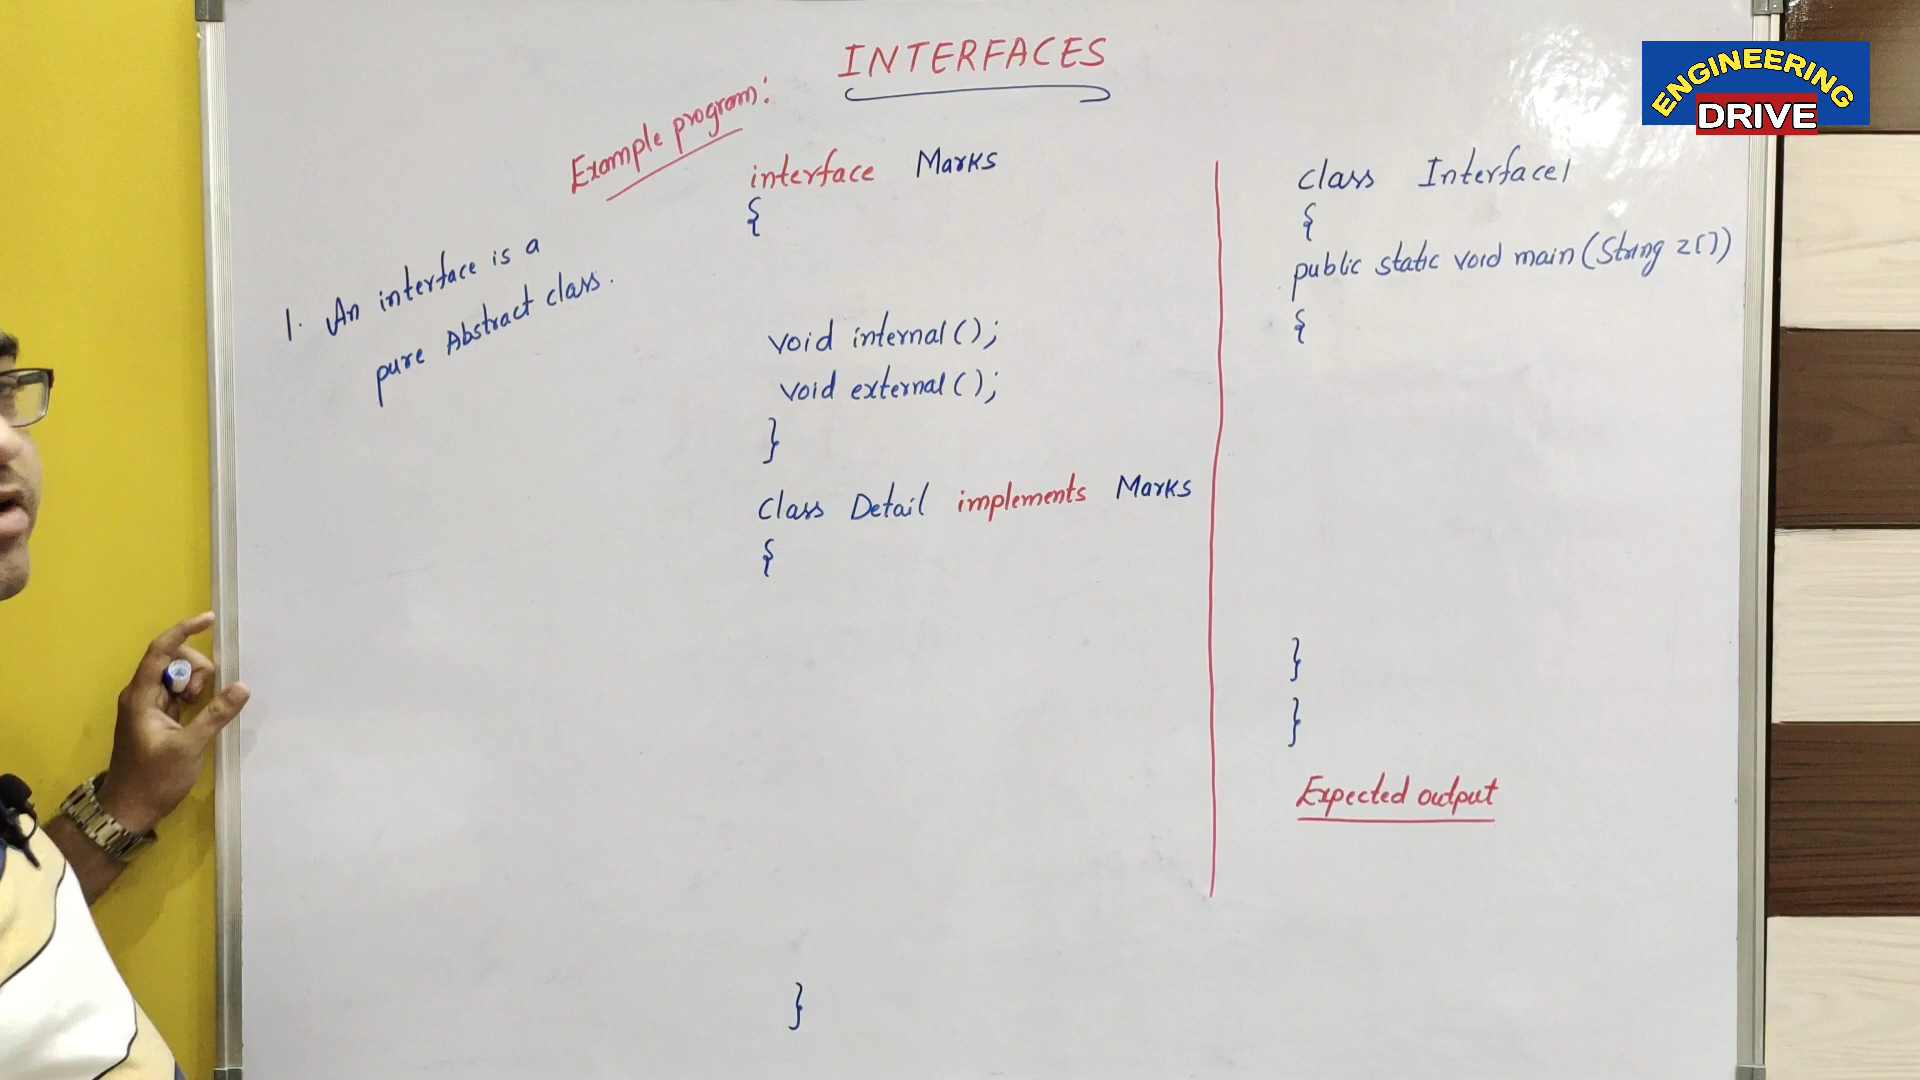 INTERFACES
ENGINEERING
DRIVE
Example program:
1. An interface is a
pure Abstract class.
interface Marks
{
void internal();
void external();
}
class Detail implements Marks
{
}
class Interface1
{
public static void main(String z[])
{
}
}
Expected output